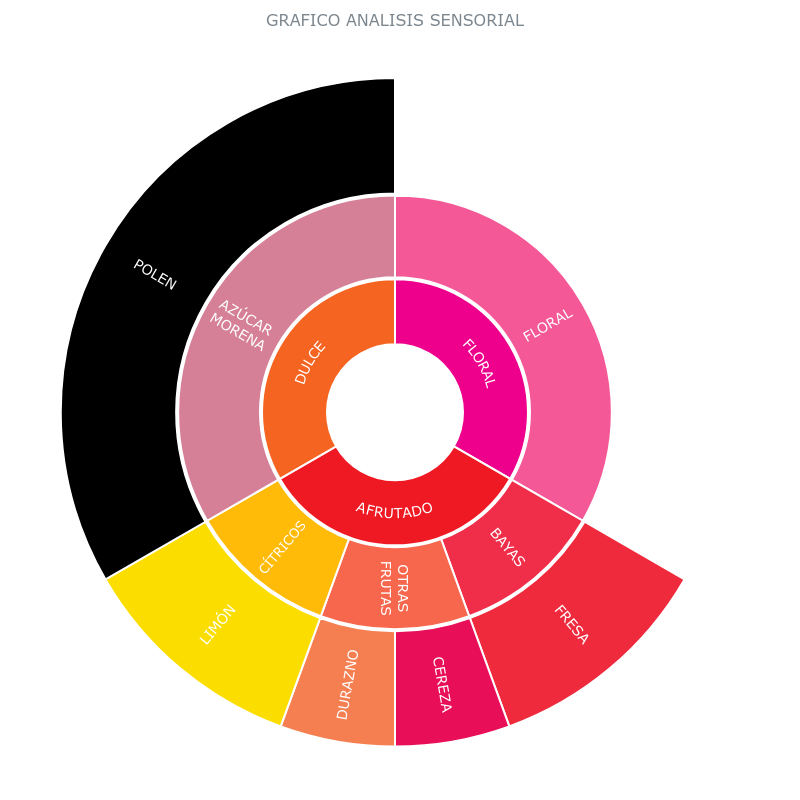 GRAFICO ANALISIS SENSORIAL
POLEN
AZÚCAR
MORENA
DULCE
FLORAL
FLORAL
AFRUTADO
CÍTRICOS
OTRAS
FRUTAS
BAYAS
LIMÓN
DURAZNO
CEREZA
FRESA